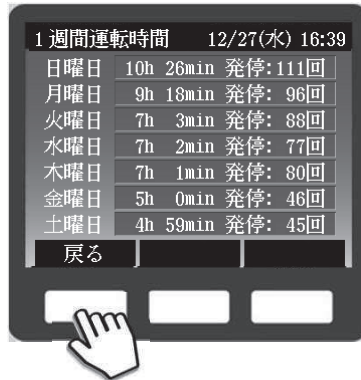 1週間運転時間 12/27(水) 16:39
日曜日 10h 26min 発停:111回
月曜日 9h 18min 発停: 96回
火曜日 7h 3min 発停: 88回
水曜日 7h 2min 発停: 77回
木曜日 7h 1min 発停: 80回
金曜日 5h 0min 発停: 46回
土曜日 4h 59min 発停: 45回
戻る